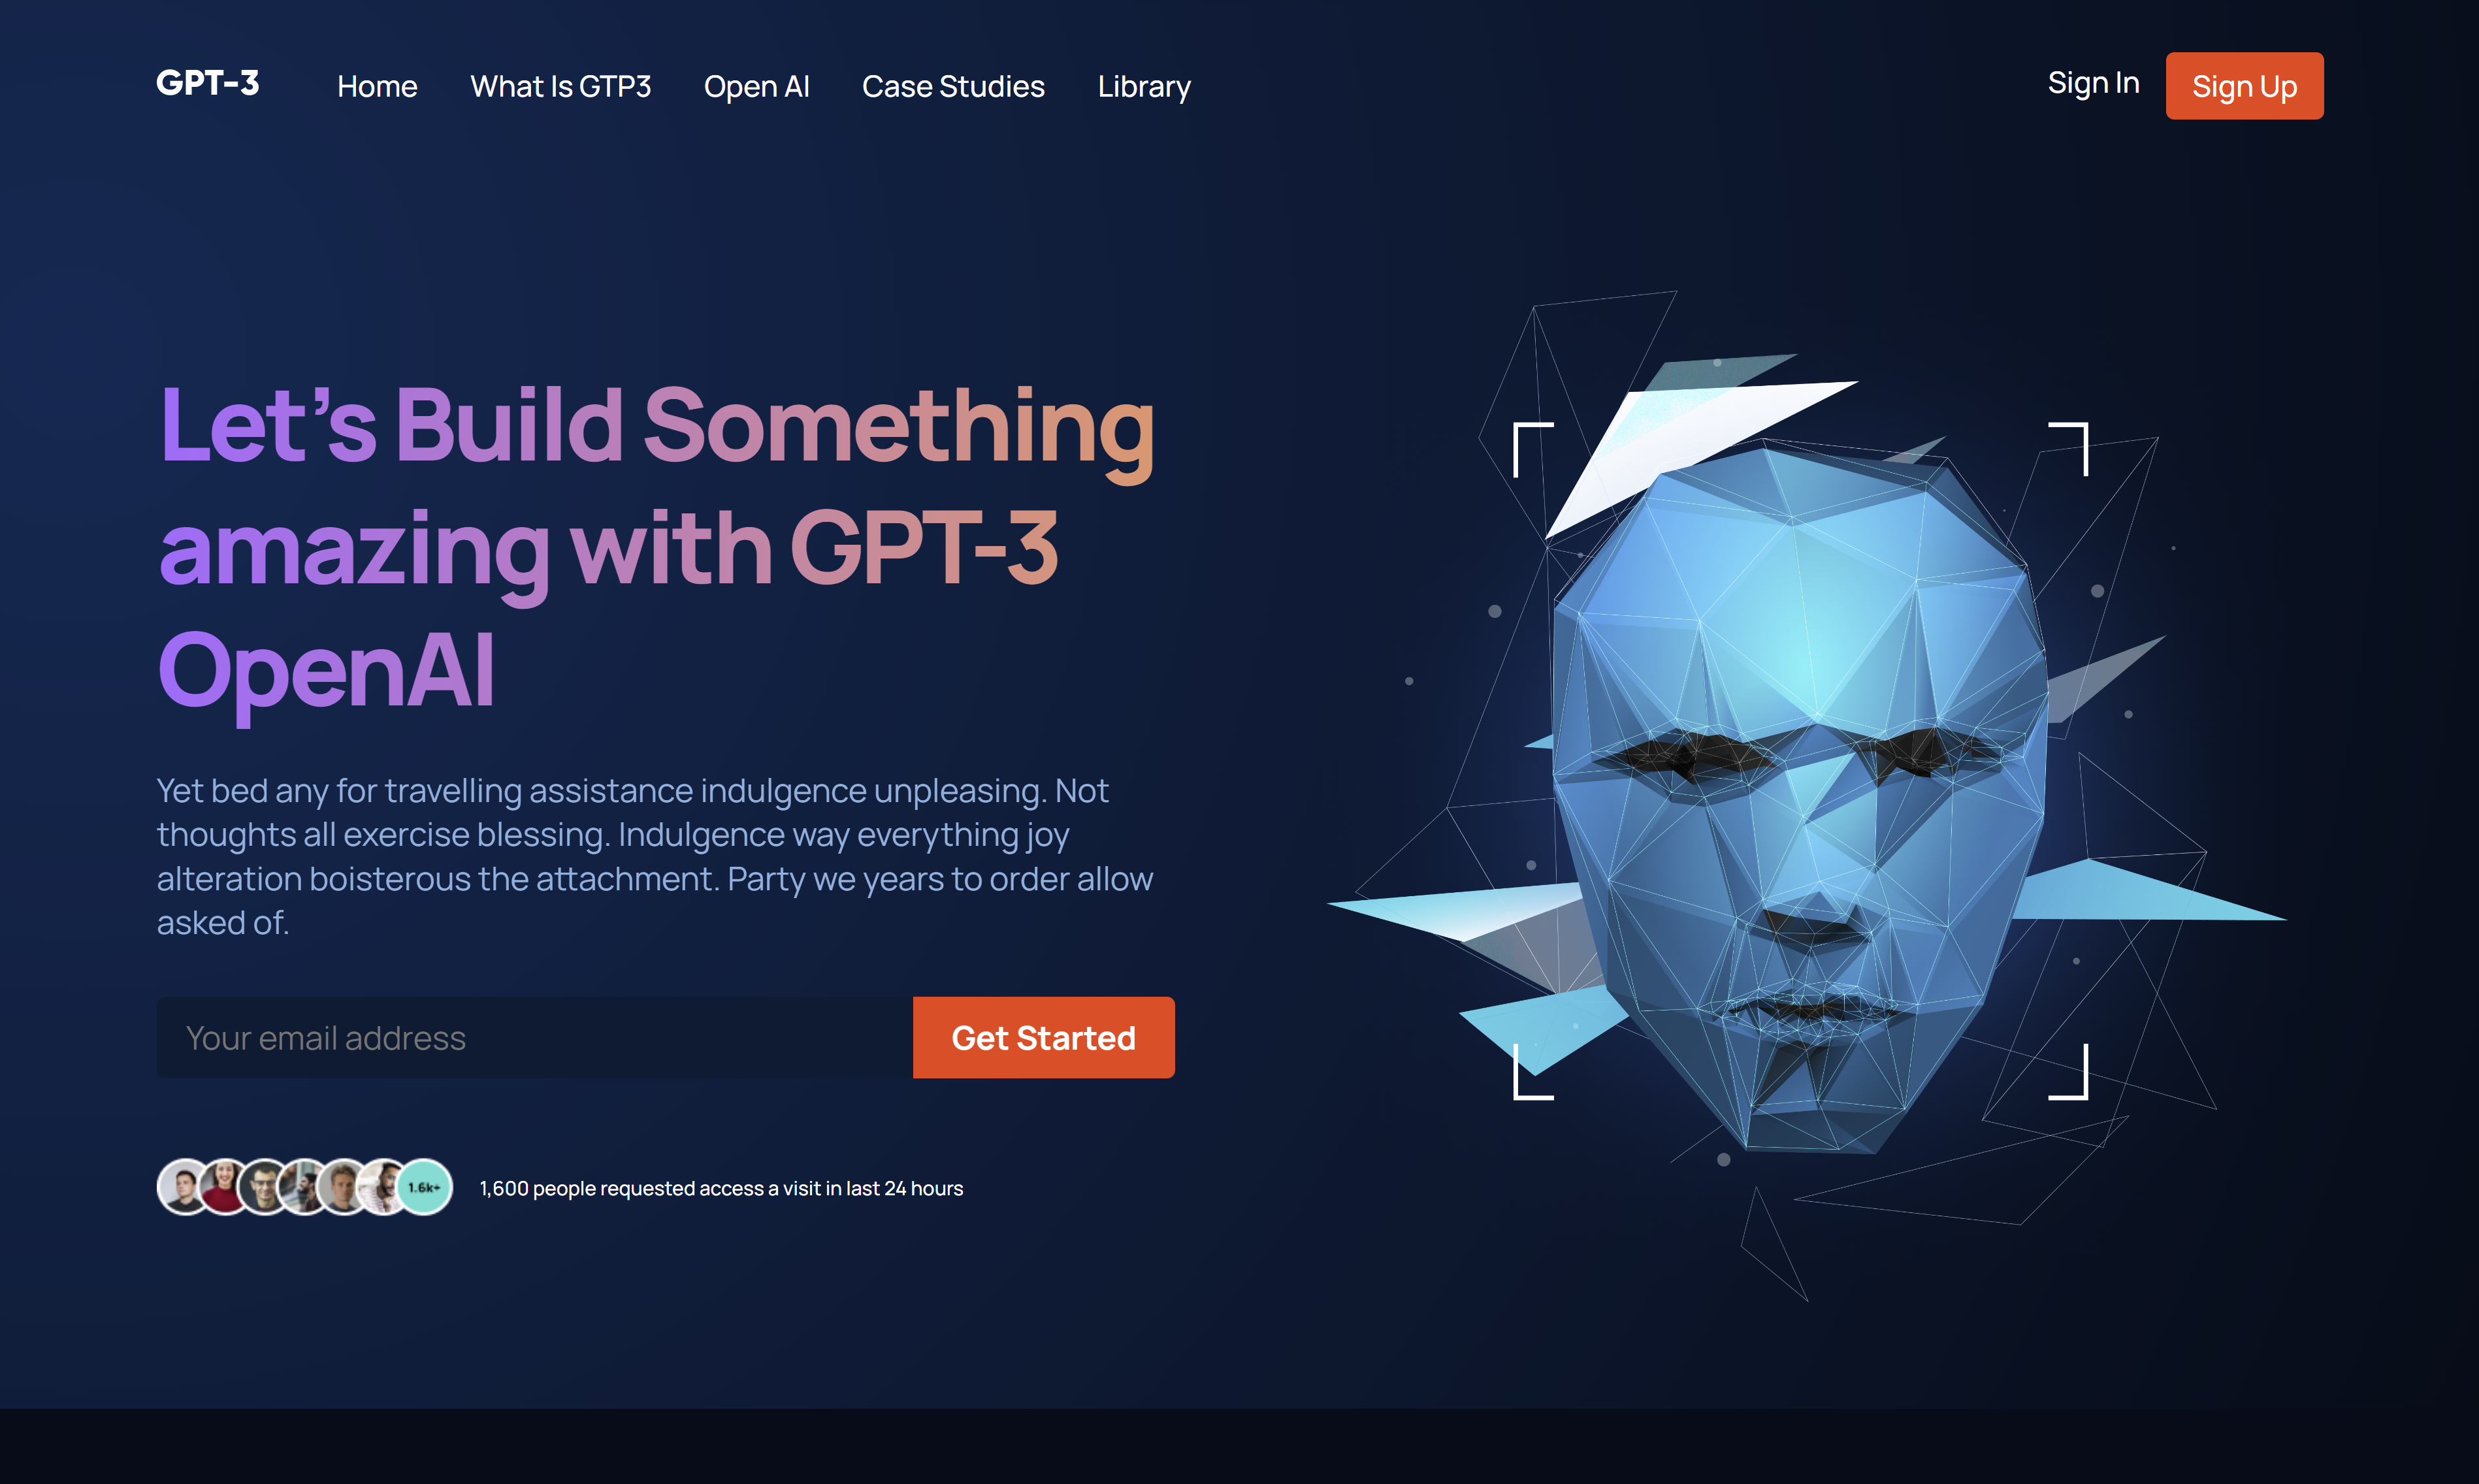 GPT-3
Home
What Is GTP3
Open AI
Case Studies
Library
Sign In
Sign Up
Let’s Build Something
amazing with GPT-3
OpenAI
Yet bed any for travelling assistance indulgence unpleasing. Not
thoughts all exercise blessing. Indulgence way everything joy
alteration boisterous the attachment. Party we years to order allow
asked of.
Your email address
Get Started
1.6k+
1,600 people requested access a visit in last 24 hours